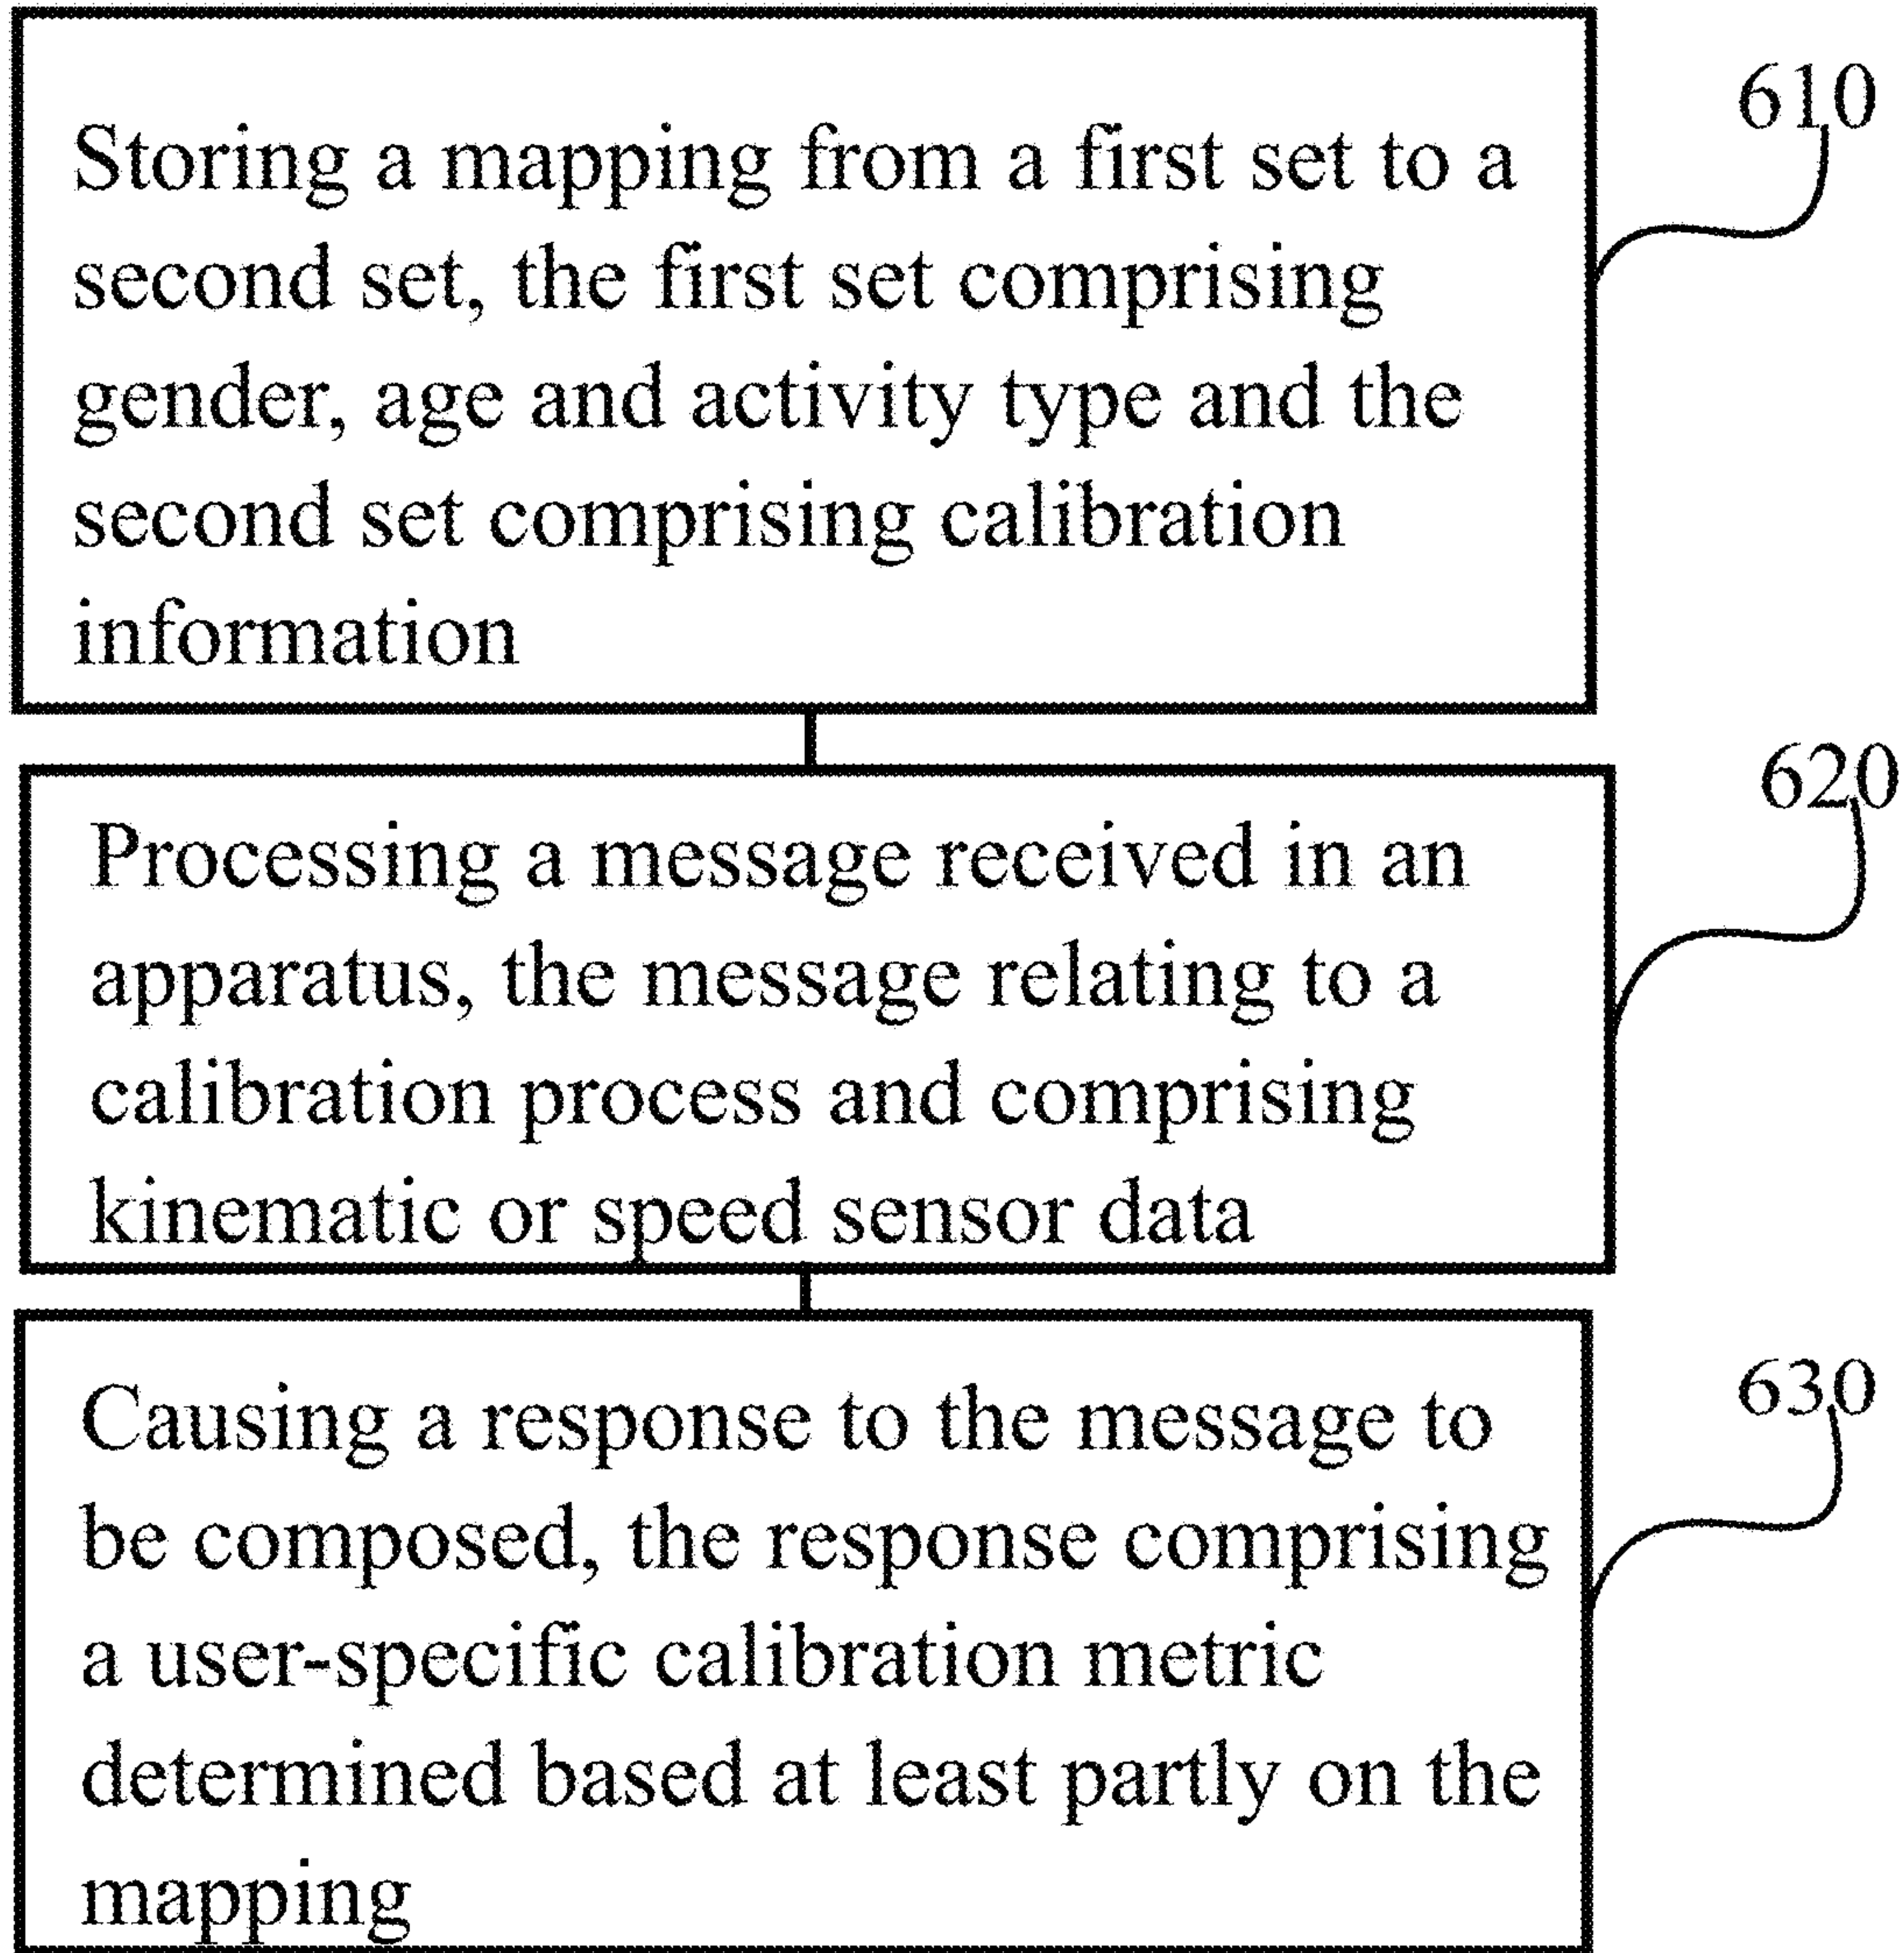 Storing a mapping from a first set to a
second set, the first set comprising
gender, age and activity type and the
second set comprising calibration
information
610
Processing a message received in an
apparatus, the message relating to a
calibration process and comprising
kinematic or speed sensor data
620
Causing a response to the message to
be composed, the response comprising
a user-specific calibration metric
determined based at least partly on the
mapping
630